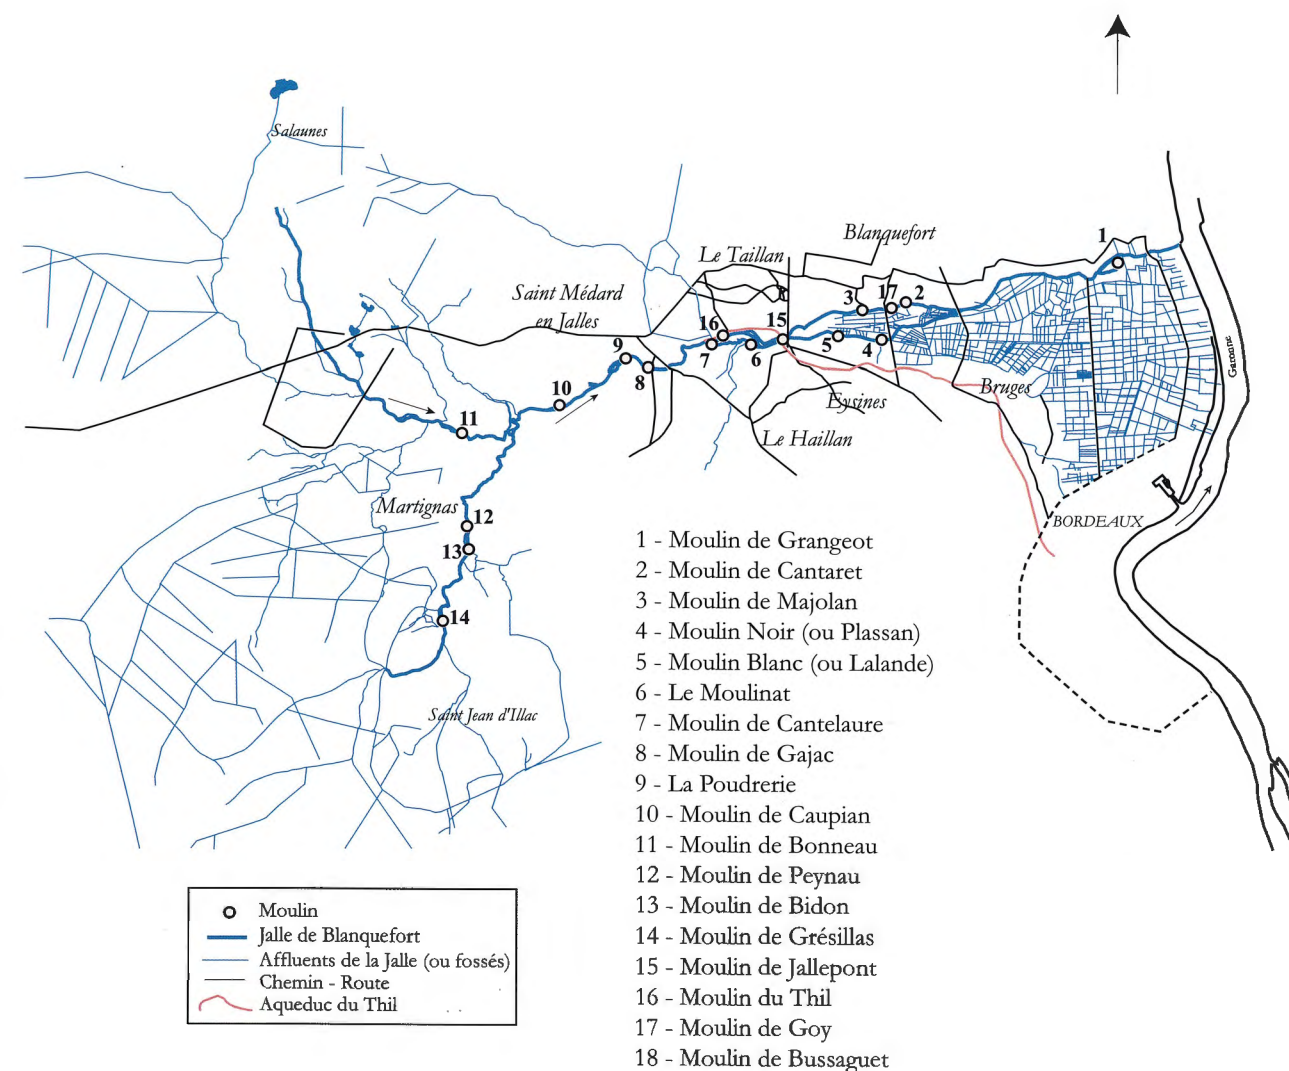 Salaunes
Blanquefort
1
Le Taillan
Saint Médard
en Jalles
3
17
2
16
15
Garonne
9
7
6
5
4
8
10
Bruges
Eysines
11
Le Haillan
Martignas
12
BORDEAUX
13
14
Saint Jean d'Illac
1 - Moulin de Grangeot
2 - Moulin de Cantaret
3 - Moulin de Majolan
4 - Moulin Noir (ou Plassan)
5 - Moulin Blanc (ou Lalande)
6 - Le Moulinat
7 - Moulin de Cantelaure
8 - Moulin de Gajac
9 - La Poudrerie
10 - Moulin de Caupian
11 - Moulin de Bonneau
12 - Moulin de Peynau
13 - Moulin de Bidon
14 - Moulin de Grésillas
15 - Moulin de Jallepont
16 - Moulin du Thil
17 - Moulin de Goy
18 - Moulin de Bussaguet
Moulin
Jalle de Blanquefort
Affluents de la Jalle (ou fossés)
Chemin - Route
Aqueduc du Thil